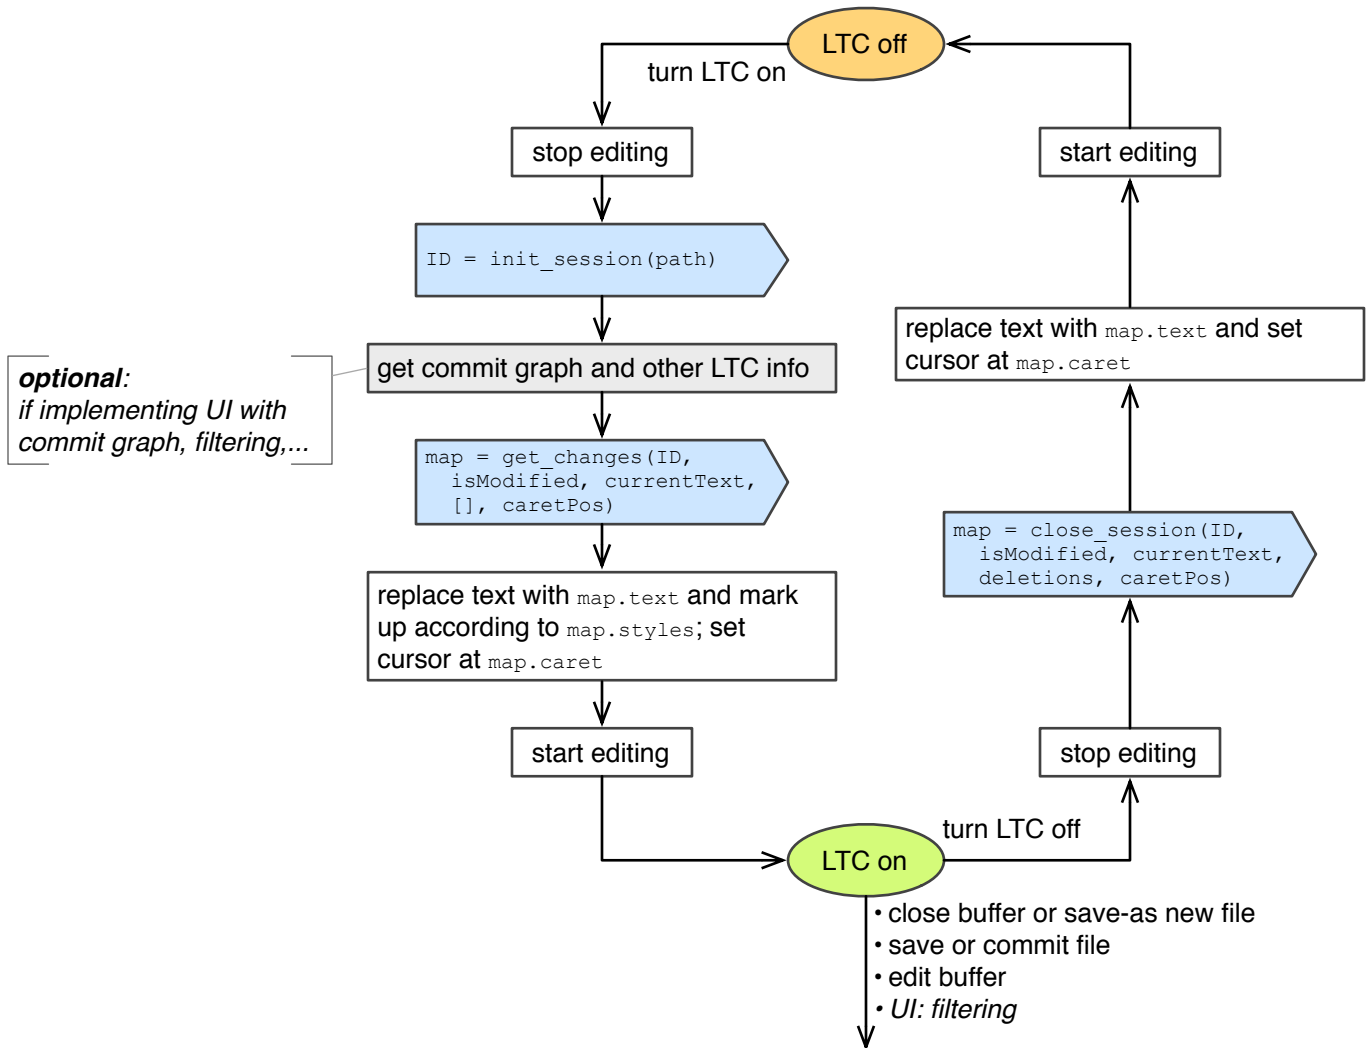 LTC off
turn LTC on
stop editing
ID = init_session(path)
optional:
if implementing UI with
commit graph, filtering,...
get commit graph and other LTC info
map = get_changes(ID,
isModified, currentText,
[], caretPos)
replace text with map.text and mark
up according to map.styles; set
cursor at map.caret
start editing
LTC on
turn LTC off
stop editing
map = close_session(ID,
isModified, currentText,
deletions, caretPos)
replace text with map.text and set
cursor at map.caret
start editing
• close buffer or save-as new file
• save or commit file
• edit buffer
• UI: filtering